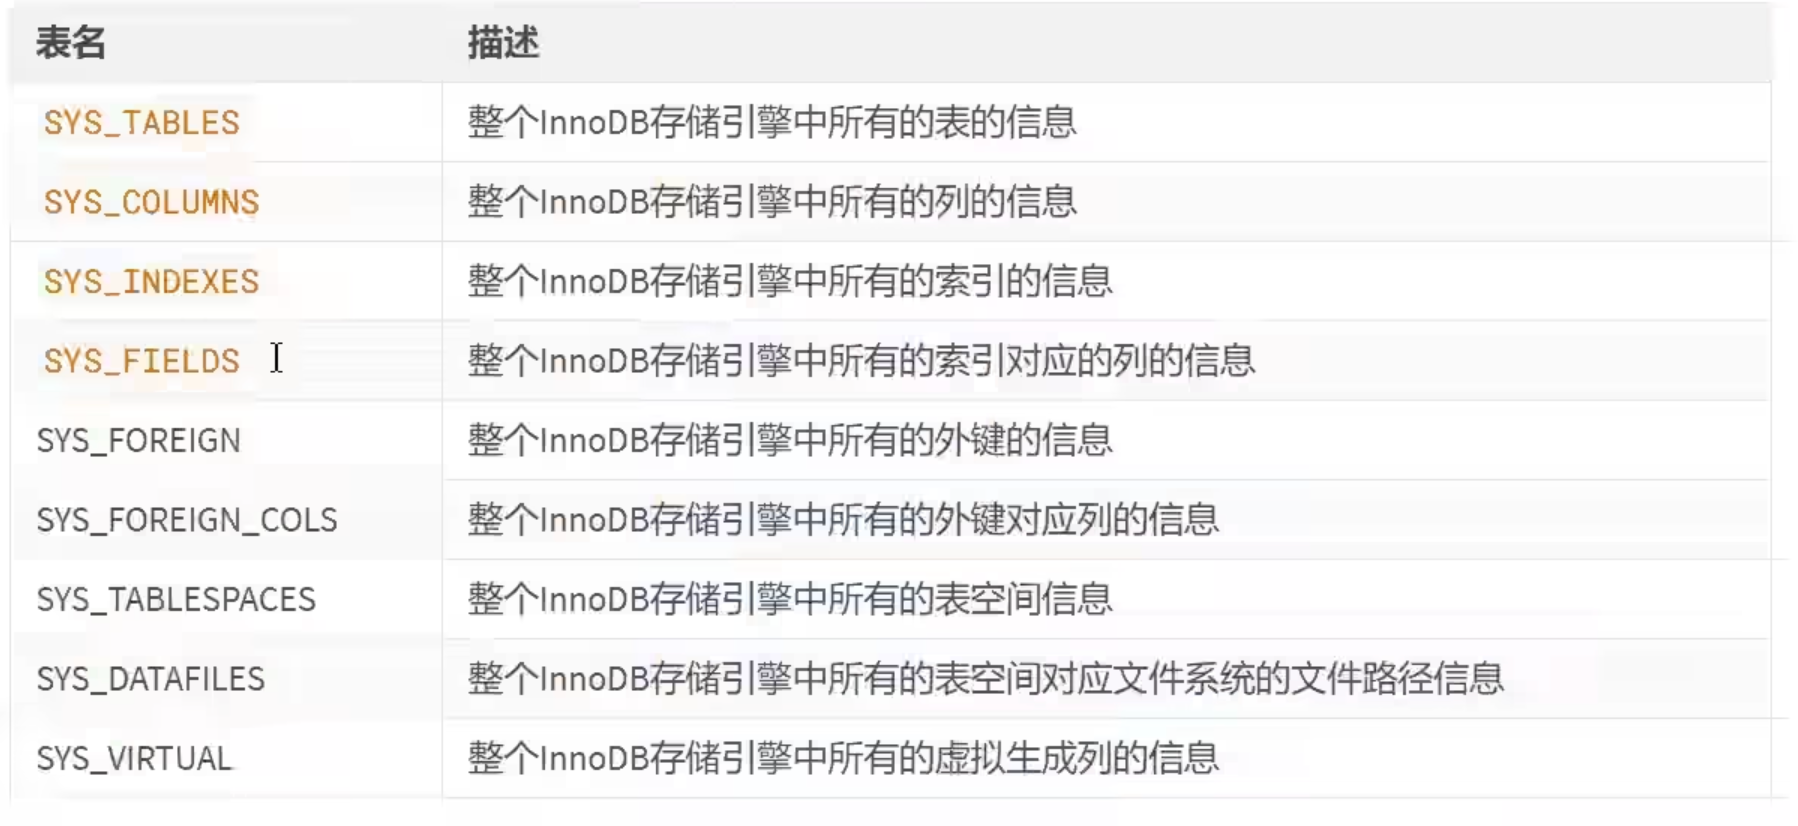 表名 描述
SYS_TABLES 整个InnoDB存储引擎中所有的表的信息
SYS_COLUMNS 整个InnoDB存储引擎中所有的列的信息
SYS_INDEXES 整个InnoDB存储引擎中所有的索引的信息
SYS_FIELDS 整个InnoDB存储引擎中所有的索引对应的列的信息
SYS_FOREIGN 整个InnoDB存储引擎中所有的外键的信息
SYS_FOREIGN_COLS 整个InnoDB存储引擎中所有的外键对应列的信息
SYS_TABLESPACES 整个InnoDB存储引擎中所有的表空间信息
SYS_DATAFILES 整个InnoDB存储引擎中所有的表空间对应文件系统的文件路径信息
SYS_VIRTUAL 整个InnoDB存储引擎中所有的虚拟生成列的信息